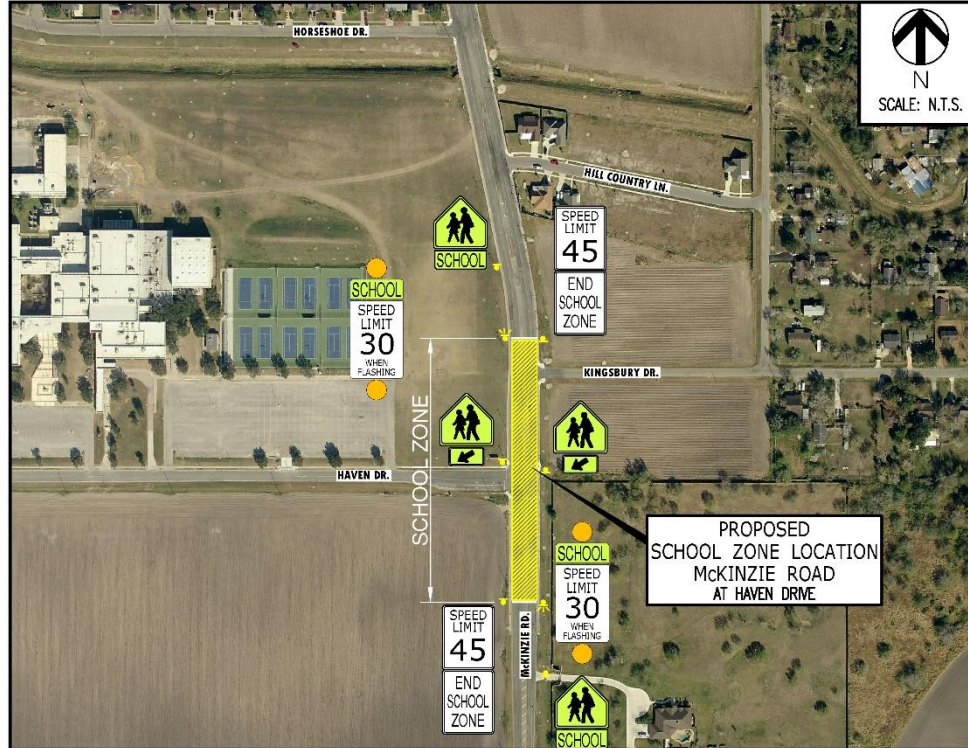 HORSESHOE DR.
N
SCALE: N.T.S.
HILL COUNTRY LN.
SCHOOL
SPEED
LIMIT
45
END
SCHOOL
ZONE
SCHOOL
SPEED
LIMIT
30
WHEN
FLASHING
KINGSBURY DR.
SCHOOL ZONE
HAVEN DR.
PROPOSED
SCHOOL ZONE LOCATION
McKINZIE ROAD
AT HAVEN DRIVE
SCHOOL
SPEED
LIMIT
30
WHEN
FLASHING
SPEED
LIMIT
45
END
SCHOOL
ZONE
McKINZIE RD.
SCHOOL